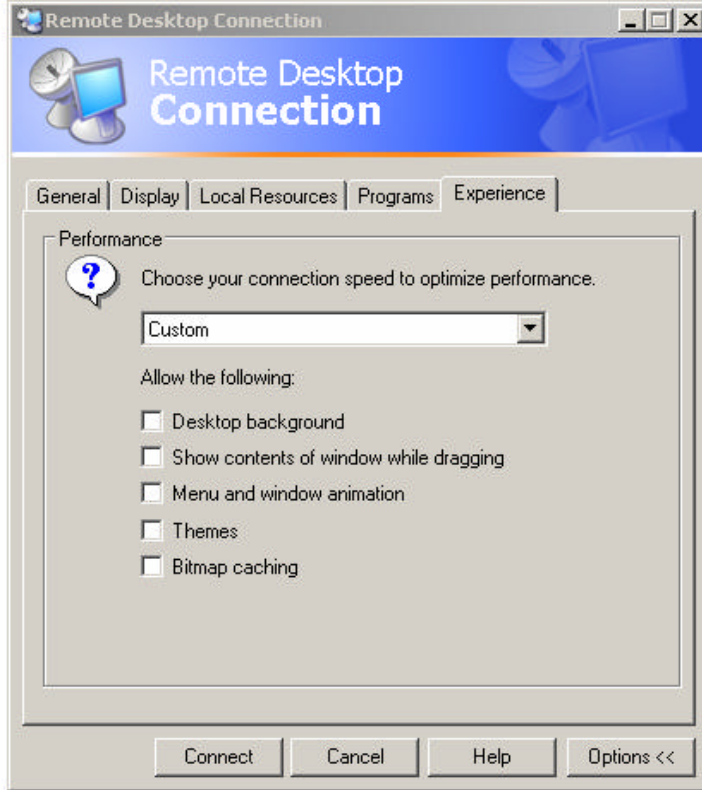 Remote Desktop Connection
Remote Desktop
Connection
General Display Local Resources Programs Experience
Performance
Choose your connection speed to optimize performance.
Custom
Allow the following:
Desktop background
Show contents of window while dragging
Menu and window animation
Themes
Bitmap caching
Connect Cancel Help Options <<